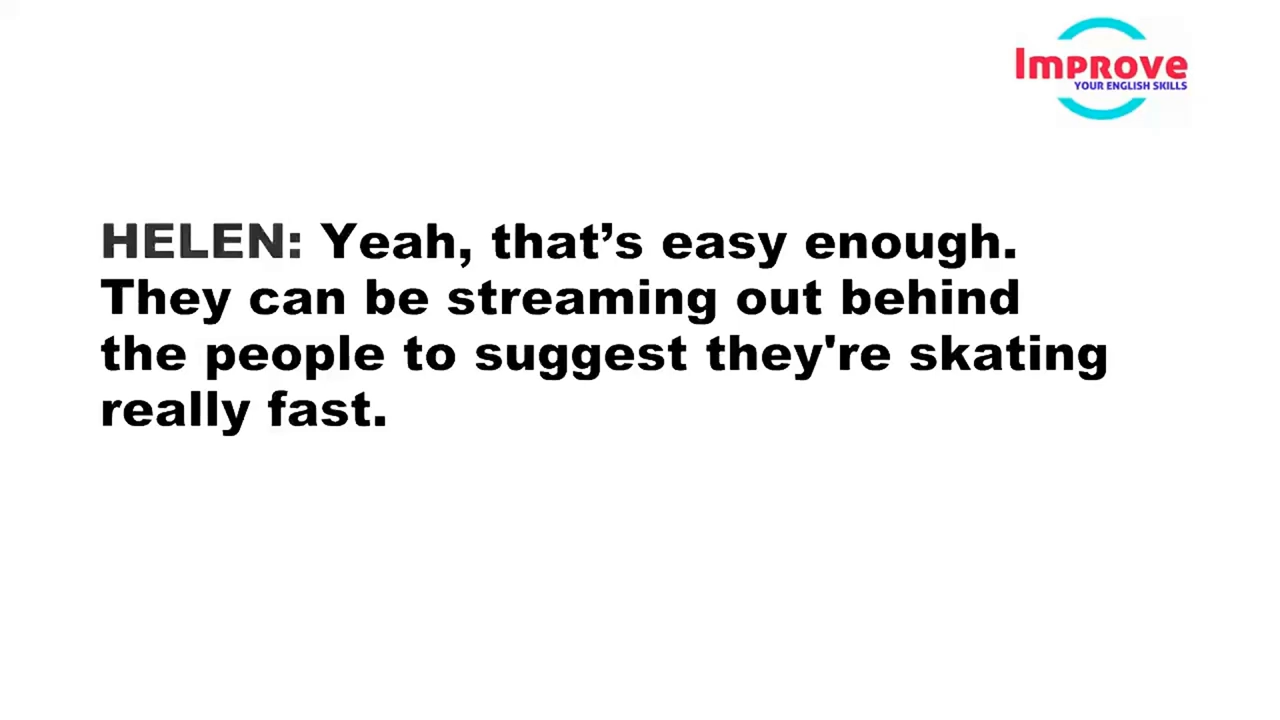 Improve
YOUR ENGLISH SKILLS
HELEN: Yeah, that’s easy enough.
They can be streaming out behind
the people to suggest they're skating
really fast.